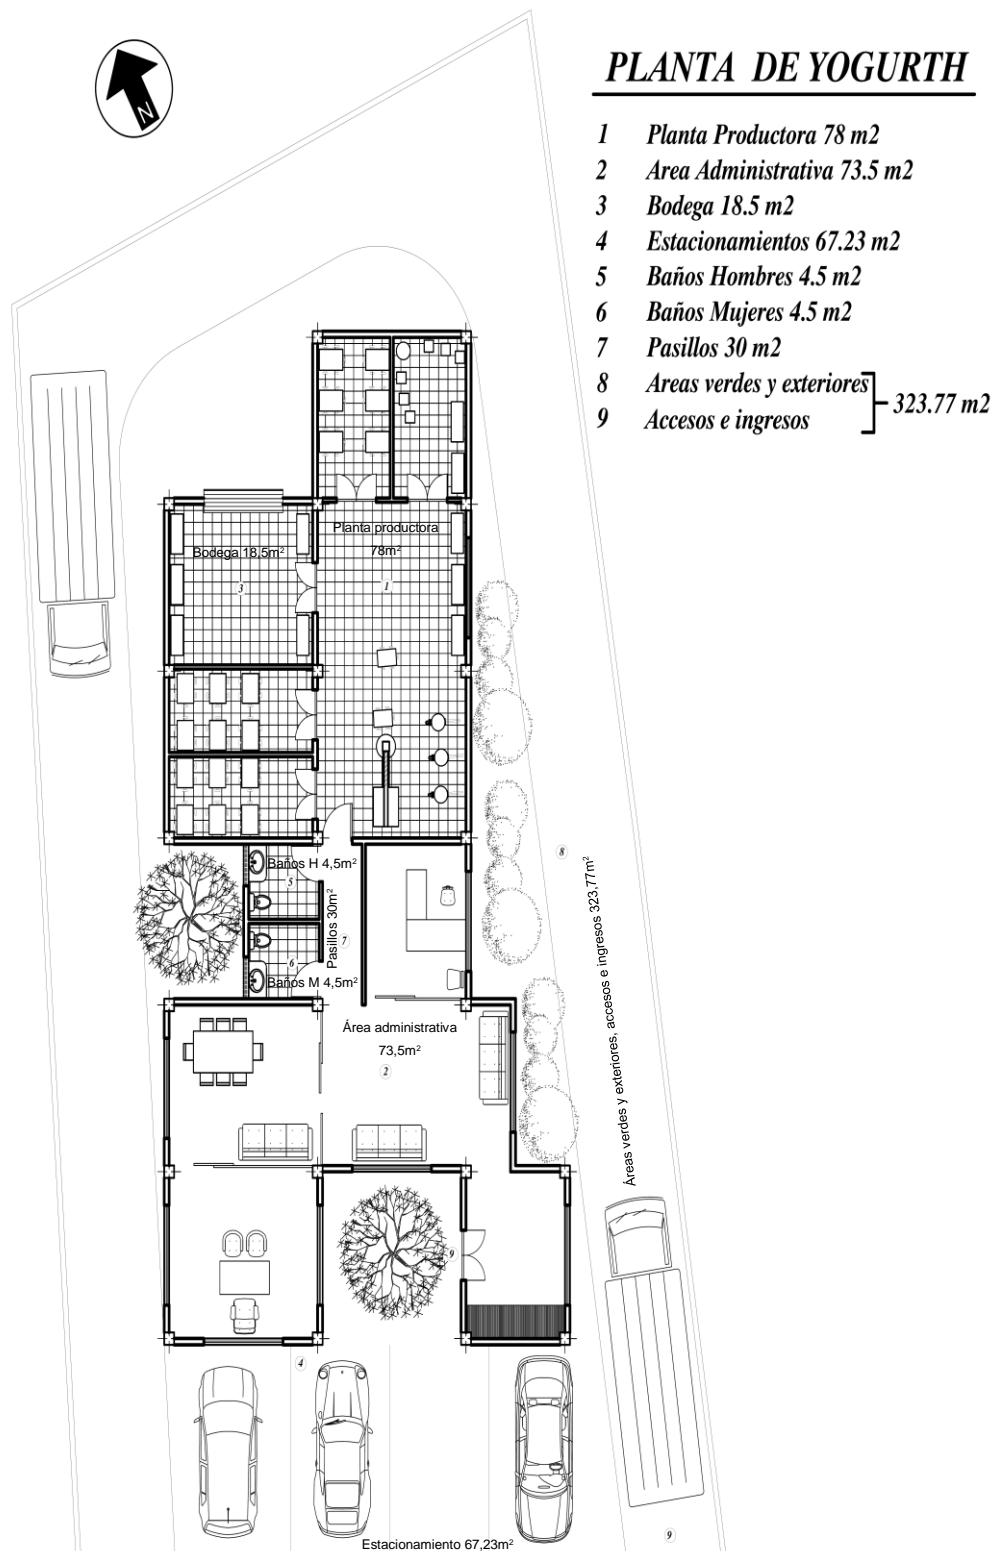 N
PLANTA DE YOGURTH
1 Planta Productora 78 m2
2 Area Administrativa 73.5 m2
3 Bodega 18.5 m2
4 Estacionamientos 67.23 m2
5 Baños Hombres 4.5 m2
6 Baños Mujeres 4.5 m2
7 Pasillos 30 m2
8 Areas verdes y exteriores
9 Accesos e ingresos
323.77 m2
Planta productora
78m²
1
Bodega 18,5m²
3
Baños H 4,5m²
5
Pasillos 30m²
7
6
Baños M 4,5m²
8
Áreas verdes y exteriores, accesos e ingresos 323,77m²
Área administrativa
73,5m²
2
9
4
Estacionamiento 67,23m²
9